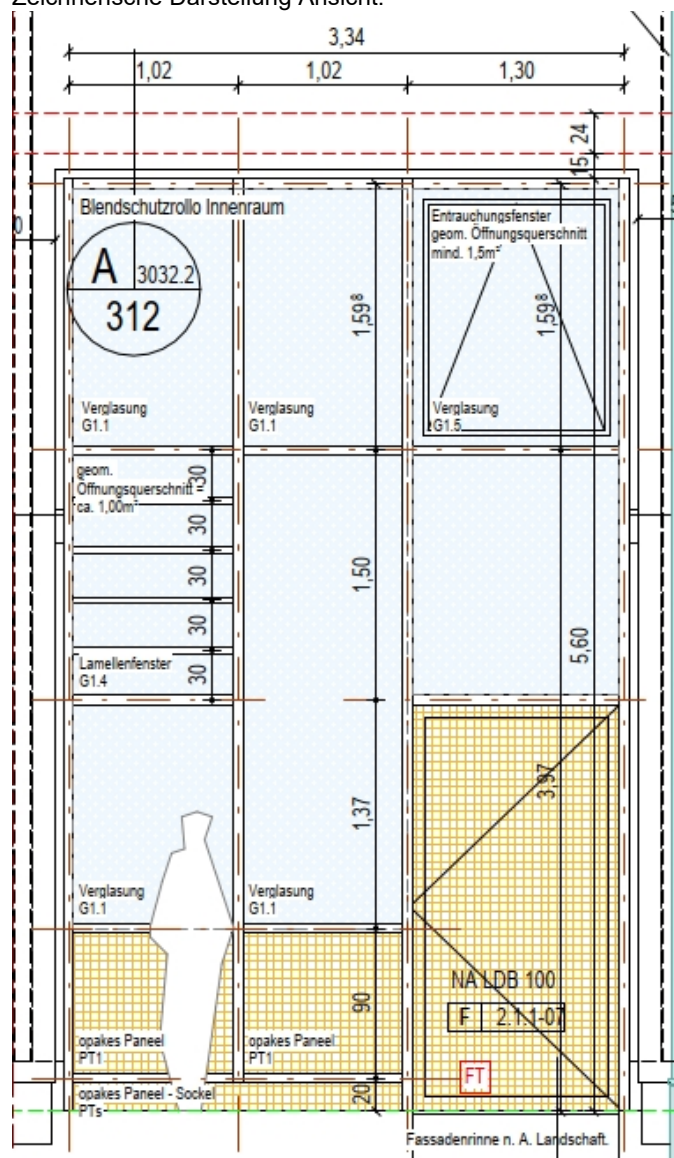 Zeichnerische Darstellung Ansicht:
3,34
1,02
1,02
1,30
24
15
Blendschutzrollo Innenraum
Entrauchungsfenster
geom. Öffnungsquerschnitt
mind. 1,5m²
0
A
3032.2
312
1,59⁸
1,59⁸
Verglasung
G1.1
Verglasung
G1.1
Verglasung
G1.5
geom.
Öffnungsquerschnitt =
ca. 1,00m²
30
30
30
30
30
1,50
5,60
Lamellenfenster
G1.4
3,97
1,37
Verglasung
G1.1
Verglasung
G1.1
NA LDB 100
F 2.1.1-07
90
opakes Paneel
PT1
opakes Paneel
PT1
FT
opakes Paneel - Sockel
PTs
20
Fassadenrinne n. A. Landschaft.